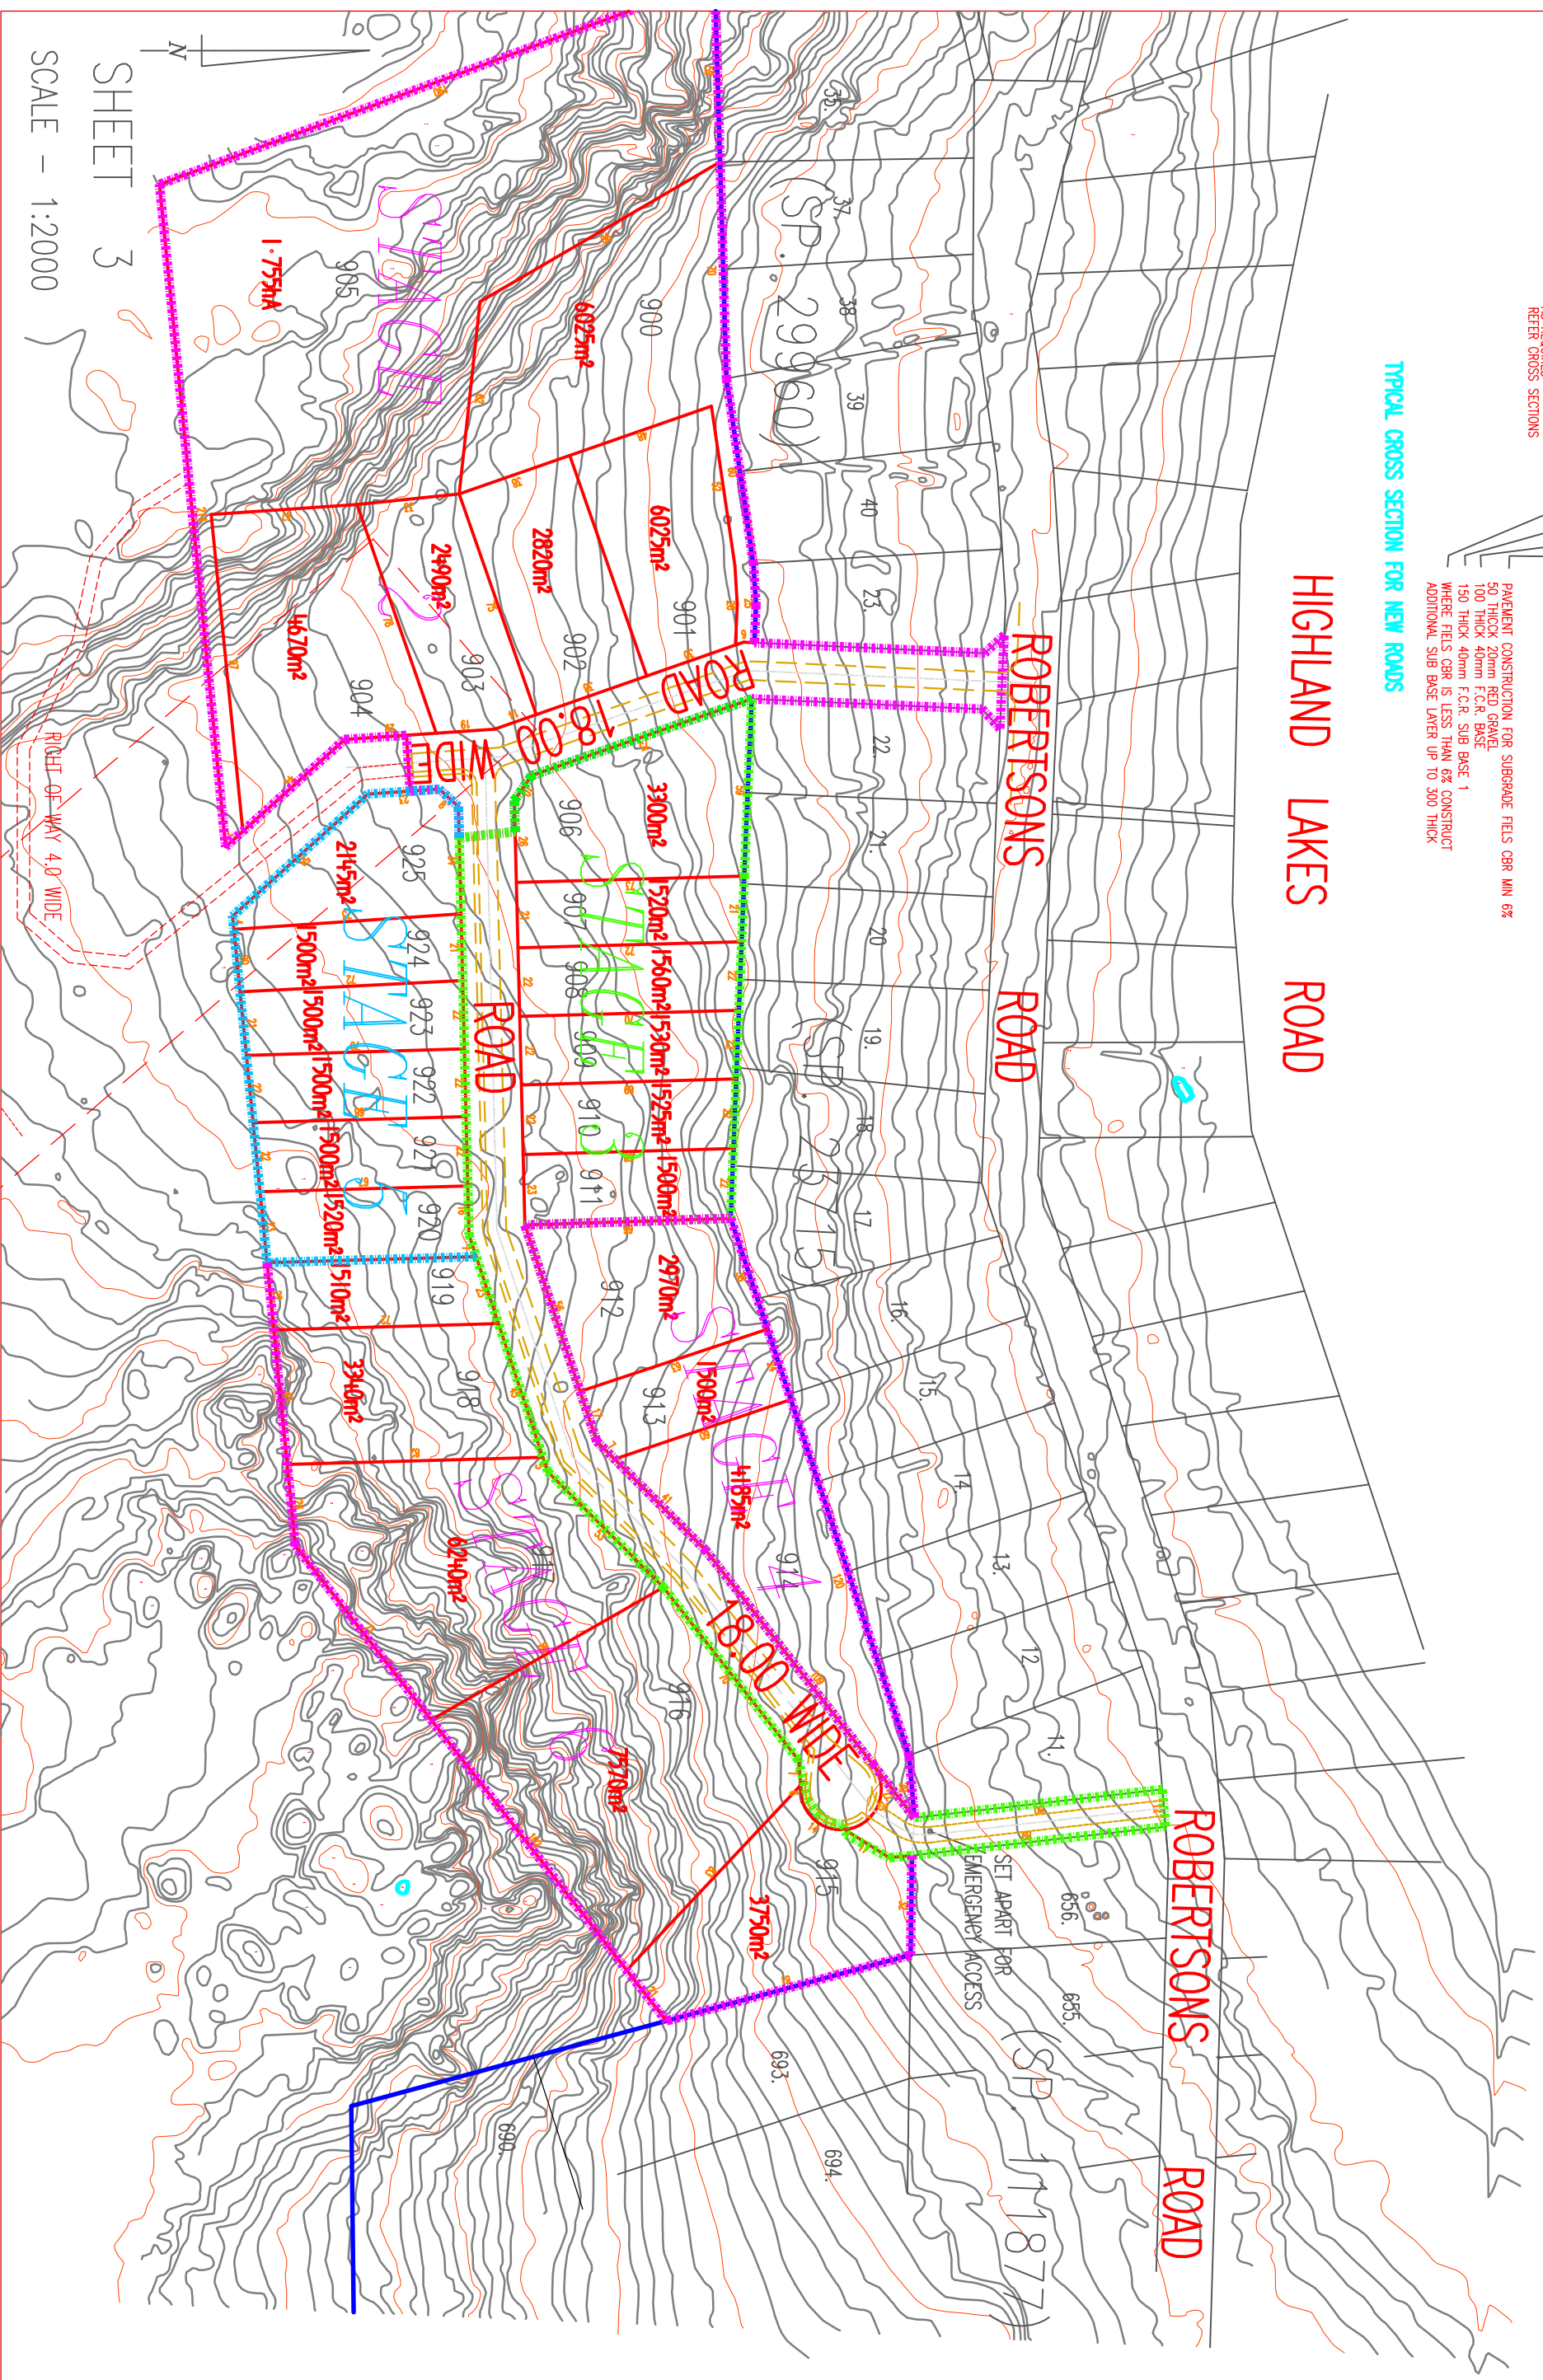 REFER CROSS SECTIONS
TYPICAL CROSS SECTION FOR NEW ROADS
PAVEMENT CONSTRUCTION FOR SUBGRADE FIELS CBR MIN 6%
50 THICCK 20mm RED GRAVEL
100 THICK 40mm F.C.R. BASE
150 THICK 40mm F.C.R. SUB BASE 1
WHERE FIELS CBR IS LESS THAN 6% CONSTRUCT
ADDITIONAL SUB BASE LAYER UP TO 300 THICK
HIGHLAND LAKES ROAD
ROBERTSONS ROAD
ROBERTSONS ROAD
35.
37.
38.
39
40
23.
22.
21.
20
19.
18.
17
16.
15.
14.
13.
12.
11.
656.
655.
(SP. 29960)
(SD. 23715)
(SP. 111877)
SET APART FOR
EMERGENCY ACCESS
693.
694.
690.
900
6025m²
901
6025m²
902
2820m²
903
2490m²
904
4670m²
905
1.755hA
906
3300m²
907
1520m²
908
1560m²
909
1530m²
910
1525m²
911
1500m²
912
2970m²
913
1500m²
914
4185m²
915
3750m²
916
7570m²
917
6240m²
918
3340m²
919
1510m²
920
1520m²
921
1500m²
922
1500m²
923
1500m²
924
1500m²
925
2145m²
STAGE
2
STAGE 3
STAGE 4
STAGE 5
STAGE 6
ROAD 18.00 WIDE
ROAD
18.00 WIDE
RIGHT OF WAY 4.0 WIDE
N
SHEET 3
SCALE - 1:2000